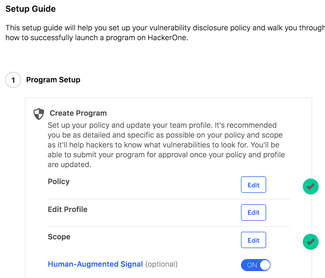 Setup Guide
This setup guide will help you set up your vulnerability disclosure policy and walk you through
how to successfully launch a program on HackerOne.
1 Program Setup
Create Program
Set up your policy and update your team profile. It's recommended
you be as detailed and specific as possible on your policy and scope
as it'll help hackers to know what vulnerabilities to look for. You'll be
able to submit your program for approval once your policy and profile
are updated.
Policy Edit
Edit Profile Edit
Scope Edit
Human-Augmented Signal (optional) ON